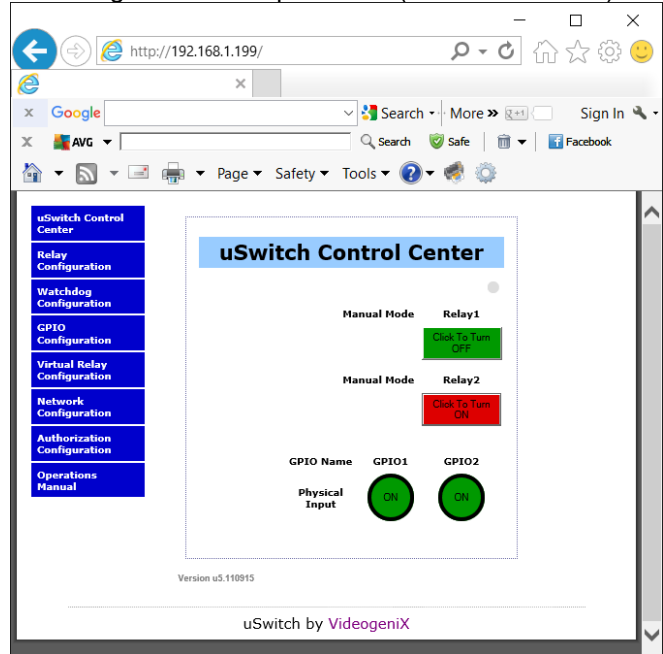 http://192.168.1.199/
x Google Search More » Sign In
x AVG Search Safe Facebook
Page Safety Tools
uSwitch Control
Center
Relay
Configuration
Watchdog
Configuration
GPIO
Configuration
Virtual Relay
Configuration
Network
Configuration
Authorization
Configuration
Operations
Manual
uSwitch Control Center
Manual Mode Relay1
Click To Turn
OFF
Manual Mode Relay2
Click To Turn
ON
GPIO Name GPIO1 GPIO2
Physical
Input ON ON
Version u5.110915
uSwitch by VideogeniX